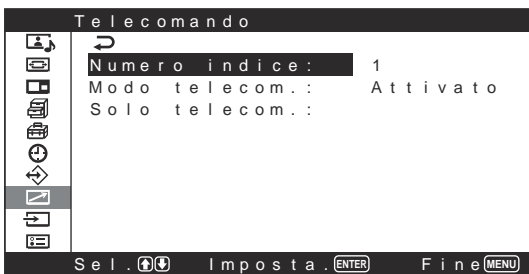 Telecomando
Numero indice: 1
Modo telecom.: Attivato
Solo telecom.:
Sel. Imposta. ENTER Fine MENU